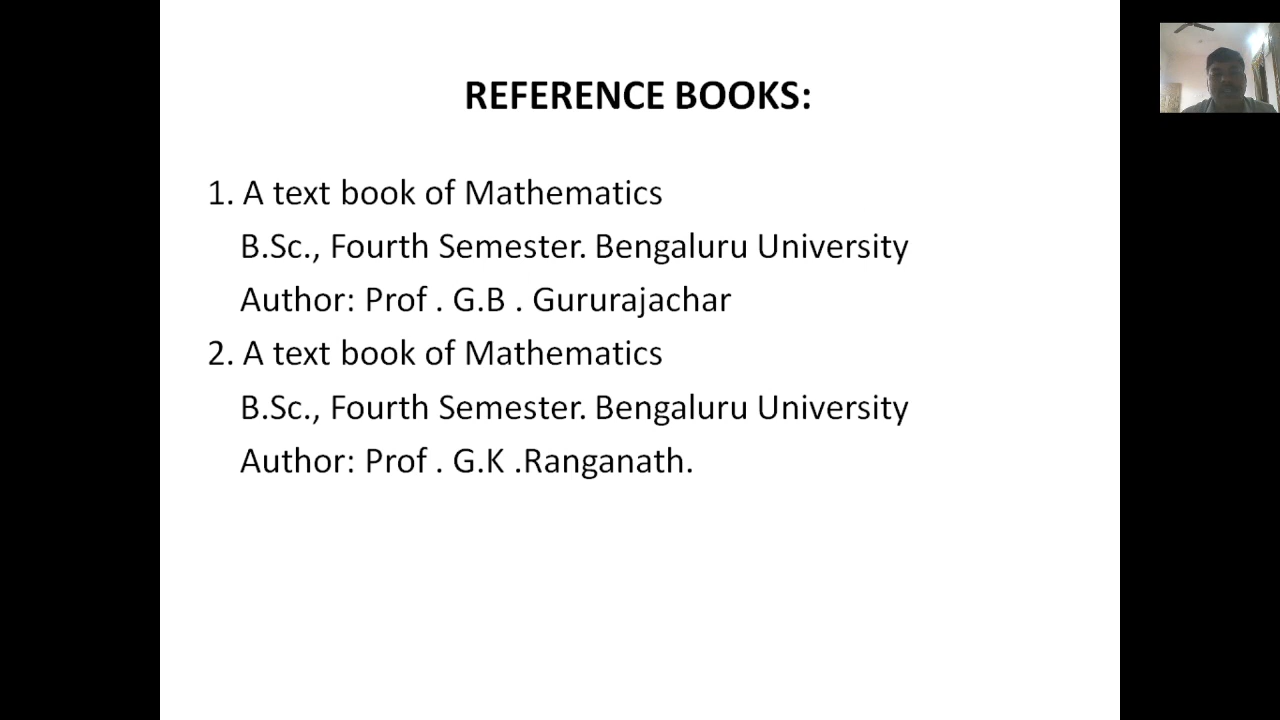 REFERENCE BOOKS:
1. A text book of Mathematics
B.Sc., Fourth Semester. Bengaluru University
Author: Prof . G.B . Gururajachar
2. A text book of Mathematics
B.Sc., Fourth Semester. Bengaluru University
Author: Prof . G.K .Ranganath.